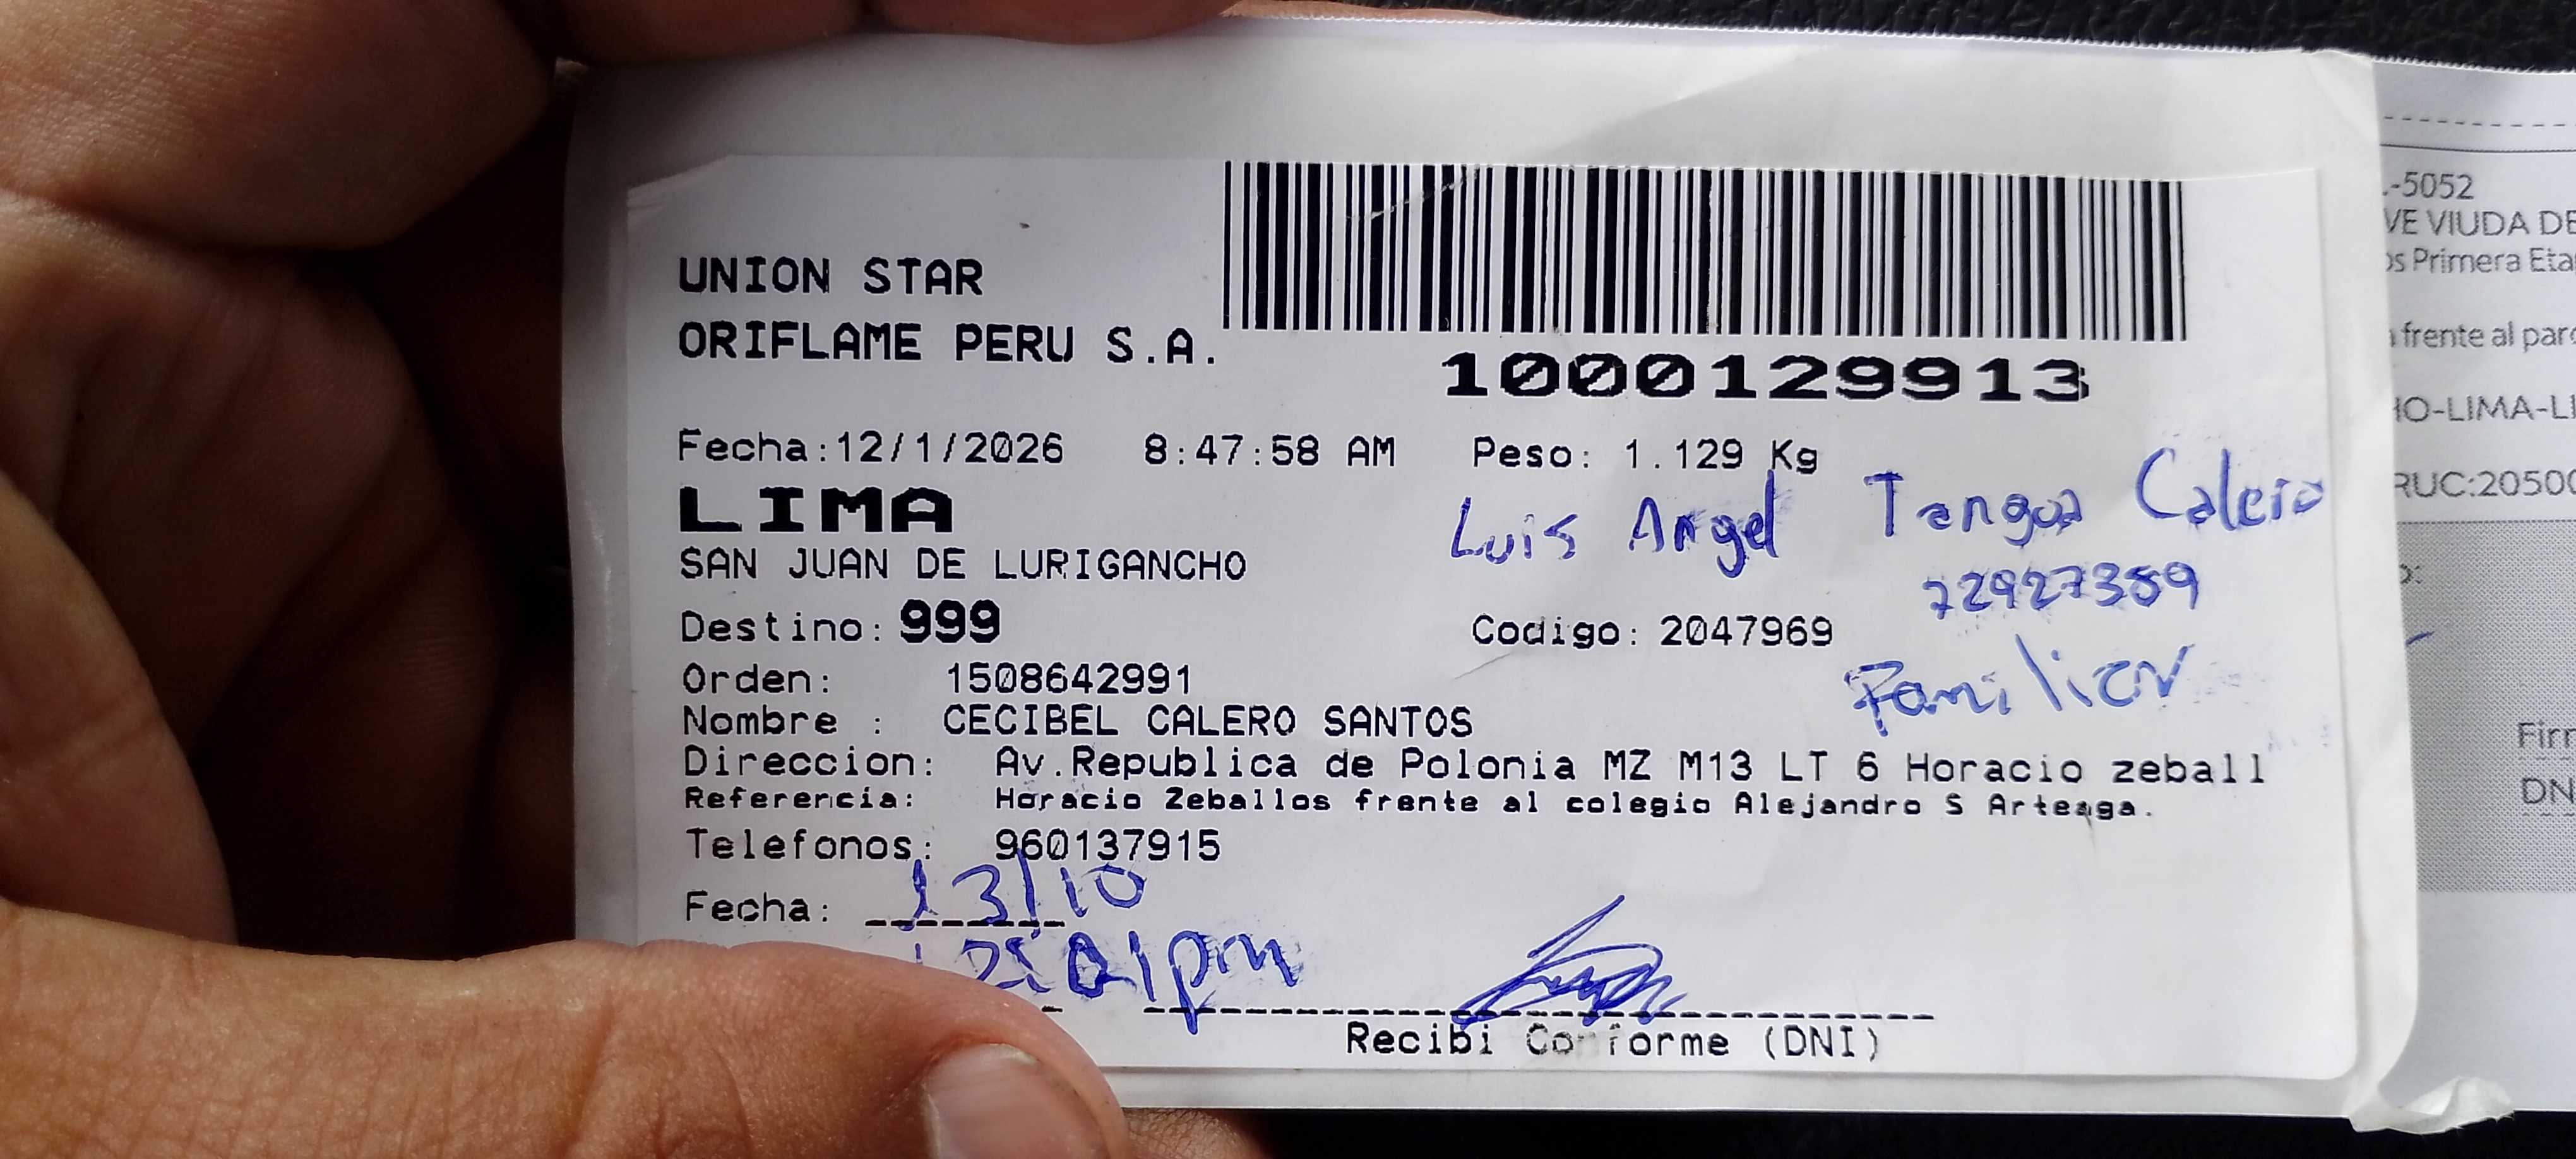 UNION STAR
ORIFLAME PERU S.A.
1000129913
Fecha:12/1/2026 8:47:58 AM Peso: 1.129 Kg
LIMA
Luis Angel Tangoa Calero
SAN JUAN DE LURIGANCHO
72927389
Destino: 999 Codigo: 2047969
Familiar
Orden: 1508642991
Nombre : CECIBEL CALERO SANTOS
Direccion: Av.Republica de Polonia MZ M13 LT 6 Horacio zeball
Referencia: Horacio Zeballos frente al colegio Alejandro S Arteaga.
Telefonos: 960137915
Fecha: 13/10
Recibi Conforme (DNI)
-5052
VE VIUDA DE
os Primera Eta
frente al par
HO-LIMA-LI
RUC:20500
Firm
DN